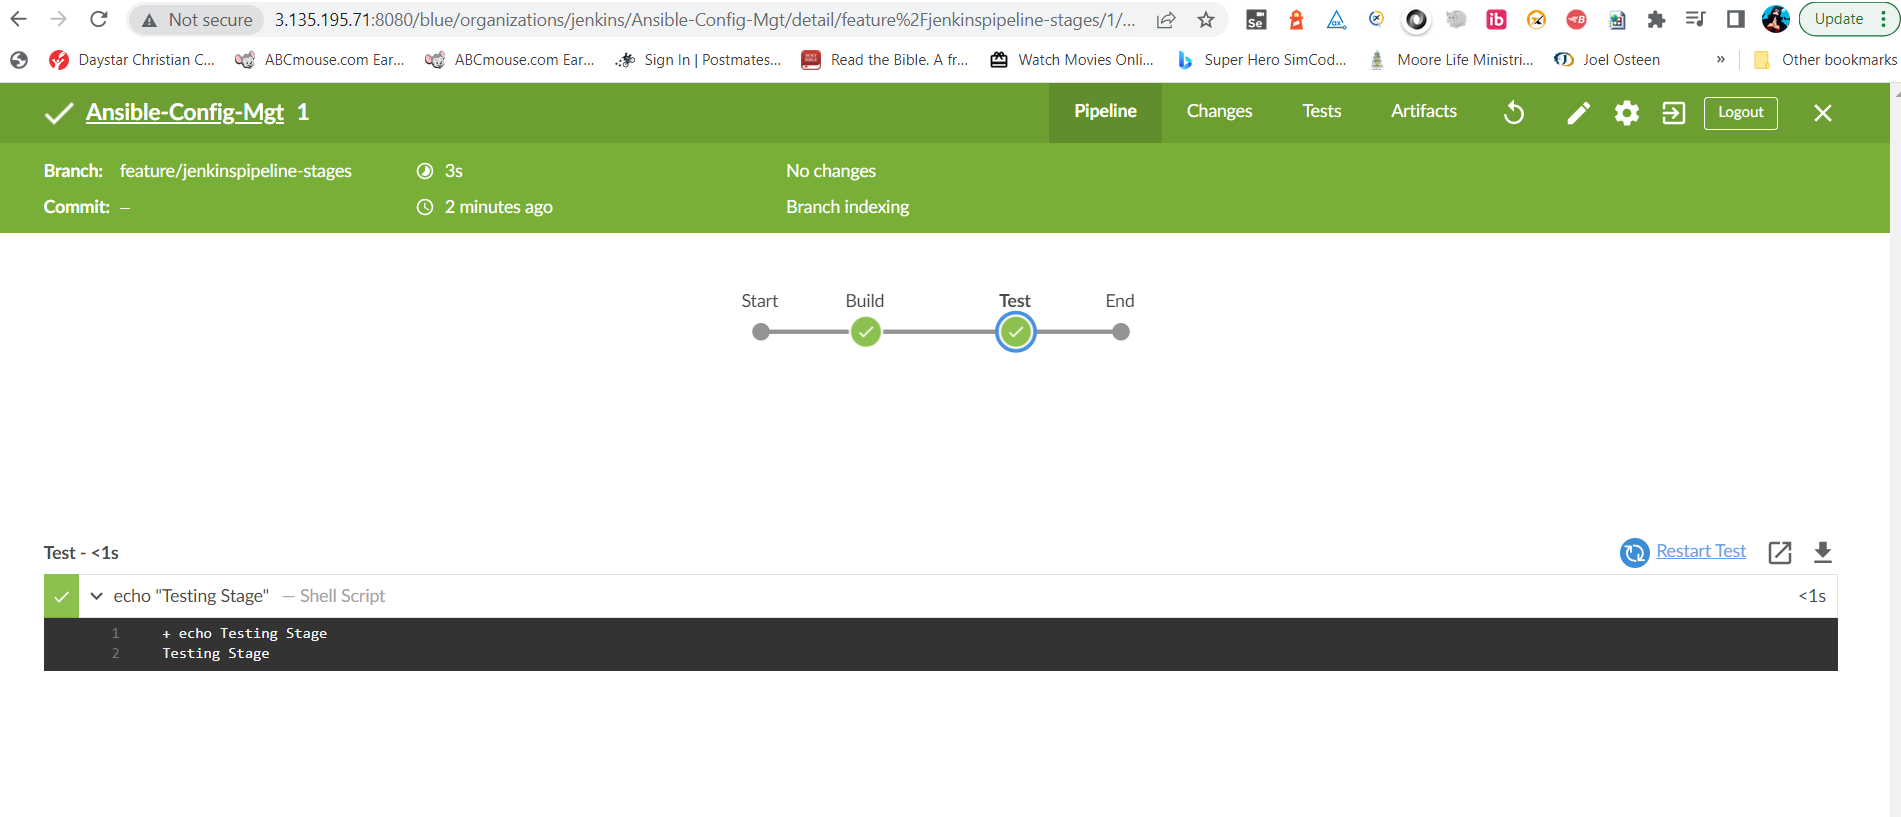 Not secure 3.135.195.71:8080/blue/organizations/jenkins/Ansible-Config-Mgt/detail/feature%2Fjenkinspipeline-stages/1/... Se ax ib B Update
Daystar Christian C... ABCmouse.com Ear... ABCmouse.com Ear... Sign In | Postmates... Read the Bible. A fr... Watch Movies Onli... Super Hero SimCod... Moore Life Ministri... Joel Osteen » Other bookmarks
Ansible-Config-Mgt 1 Pipeline Changes Tests Artifacts Logout
Branch: feature/jenkinspipeline-stages 3s No changes
Commit: – 2 minutes ago Branch indexing
Start Build Test End
Test - <1s Restart Test
echo "Testing Stage" — Shell Script <1s
1 + echo Testing Stage
2 Testing Stage